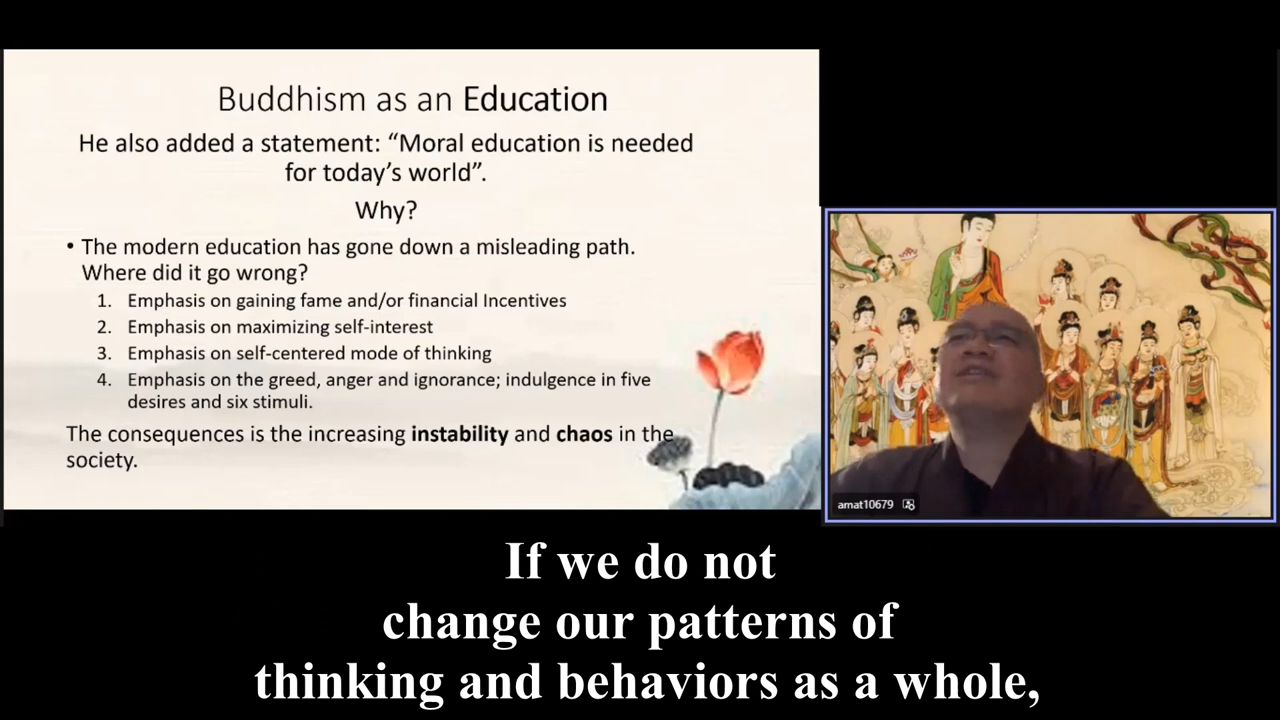 Buddhism as an Education
He also added a statement: “Moral education is needed
for today’s world”.
Why?
• The modern education has gone down a misleading path.
Where did it go wrong?
1. Emphasis on gaining fame and/or financial Incentives
2. Emphasis on maximizing self-interest
3. Emphasis on self-centered mode of thinking
4. Emphasis on the greed, anger and ignorance; indulgence in five
desires and six stimuli.
The consequences is the increasing instability and chaos in the
society.
amat10679
If we do not
change our patterns of
thinking and behaviors as a whole,